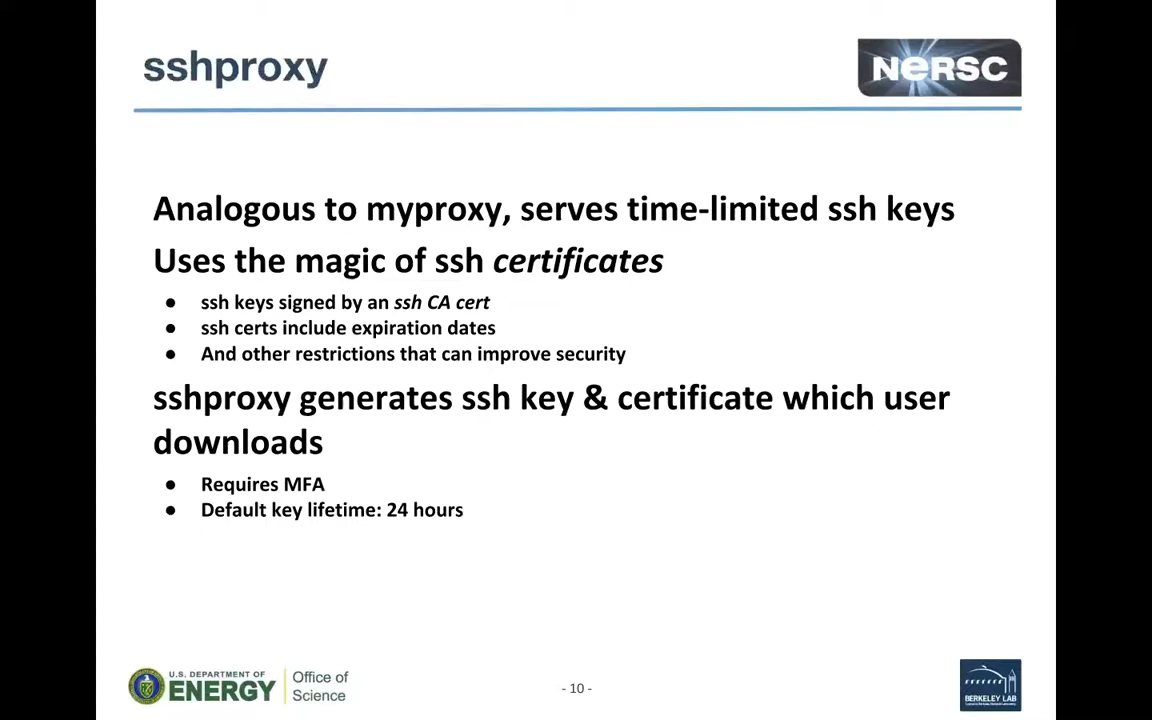 sshproxy
NERSC
Analogous to myproxy, serves time-limited ssh keys
Uses the magic of ssh certificates
● ssh keys signed by an ssh CA cert
● ssh certs include expiration dates
● And other restrictions that can improve security
sshproxy generates ssh key & certificate which user
downloads
● Requires MFA
● Default key lifetime: 24 hours
U.S. DEPARTMENT OF
ENERGY
Office of
Science
- 10 -
BERKELEY LAB